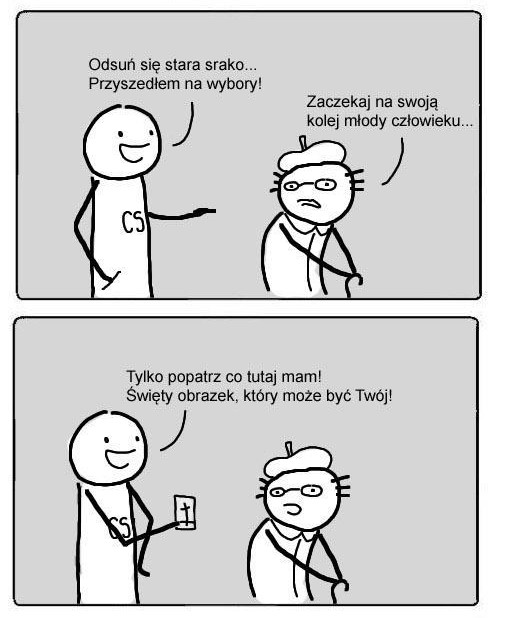 Odsuń się stara srako...
Przyszedłem na wybory!
Zaczekaj na swoją
kolej młody człowieku...
CS
Tylko popatrz co tutaj mam!
Święty obrazek, który może być Twój!
CS